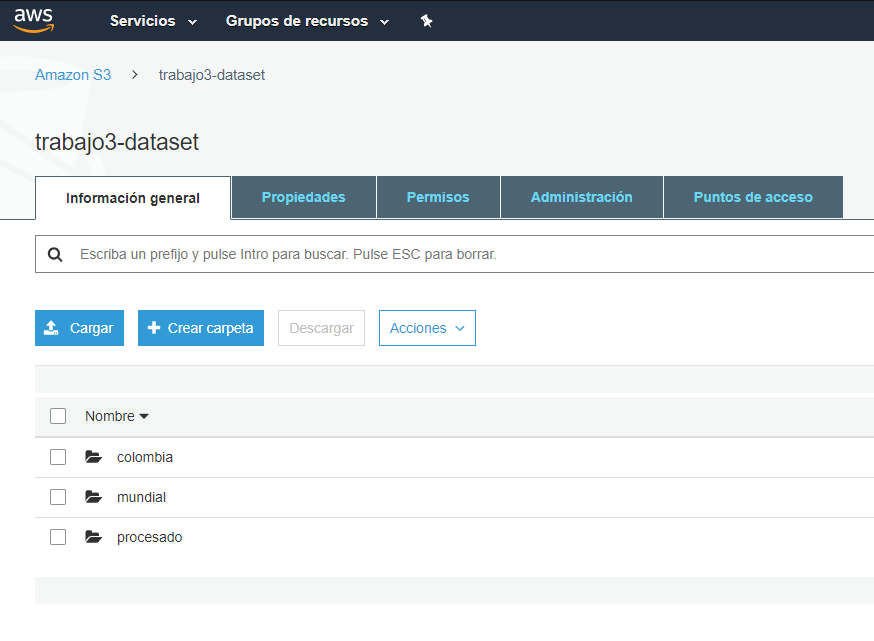 aws Servicios Grupos de recursos
Amazon S3 > trabajo3-dataset
trabajo3-dataset
Información general Propiedades Permisos Administración Puntos de acceso
Escriba un prefijo y pulse Intro para buscar. Pulse ESC para borrar.
Cargar + Crear carpeta Descargar Acciones
Nombre
colombia
mundial
procesado